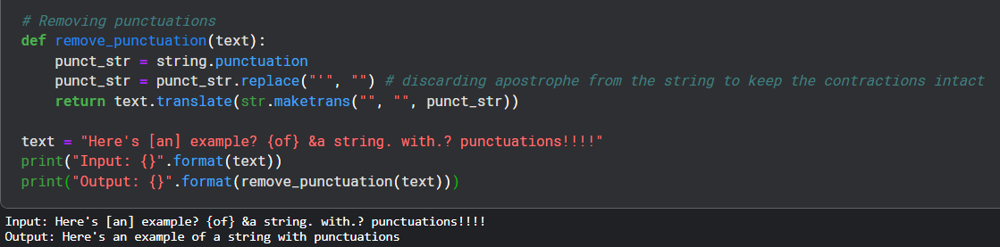 # Removing punctuations
def remove_punctuation(text):
    punct_str = string.punctuation
    punct_str = punct_str.replace("'", "") # discarding apostrophe from the string to keep the contractions intact
    return text.translate(str.maketrans("", "", punct_str))
text = "Here's [an] example? {of} &a string. with.? punctuations!!!!"
print("Input: {}".format(text))
print("Output: {}".format(remove_punctuation(text)))
Input: Here's [an] example? {of} &a string. with.? punctuations!!!!
Output: Here's an example of a string with punctuations